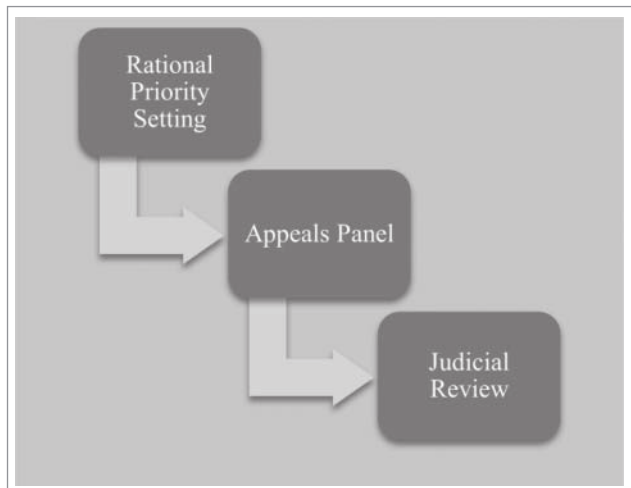 Rational
Priority
Setting
Appeals Panel
Judicial
Review